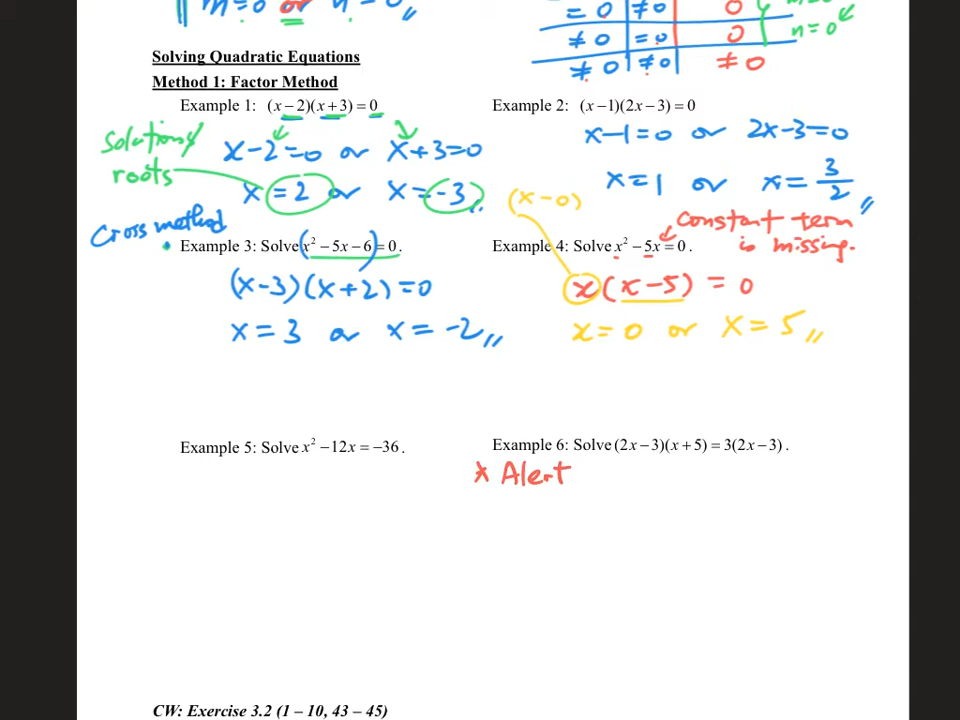 m = 0 or n = 0
= 0 ≠ 0 0
≠ 0 = 0 0 n = 0
≠ 0 ≠ 0 ≠ 0
Solving Quadratic Equations
Method 1: Factor Method
Example 1: (x − 2)(x + 3) = 0
Solutions/
roots
x − 2 = 0 or x + 3 = 0
x = 2 or x = −3
Example 2: (x − 1)(2x − 3) = 0
x − 1 = 0 or 2x − 3 = 0
x = 1 or x = 3/2
Cross method
Example 3: Solve x² − 5x − 6 = 0.
(x − 3)(x + 2) = 0
x = 3 or x = −2
(x − 0)
Constant term
is missing.
Example 4: Solve x² − 5x = 0.
x(x − 5) = 0
x = 0 or x = 5
Example 5: Solve x² − 12x = −36.
Example 6: Solve (2x − 3)(x + 5) = 3(2x − 3).
* Alert
CW: Exercise 3.2 (1 – 10, 43 – 45)